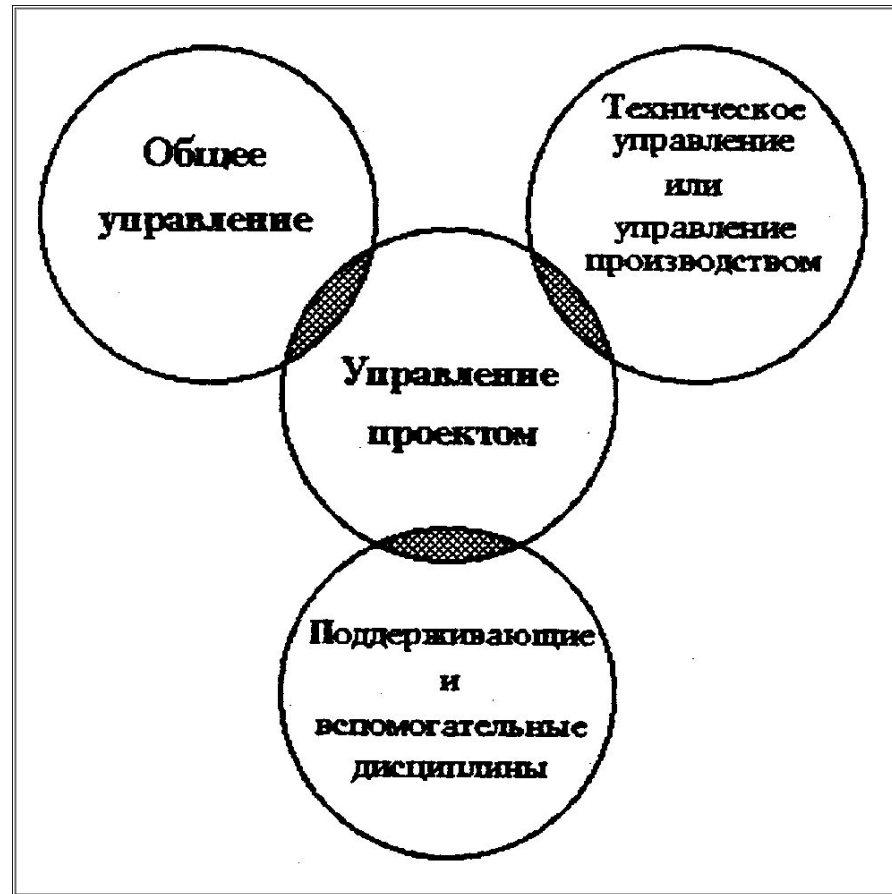 Общее
управление
Техническое
управление
или
управление
производством
Управление
проектом
Поддерживающие
и
вспомогательные
дисциплины